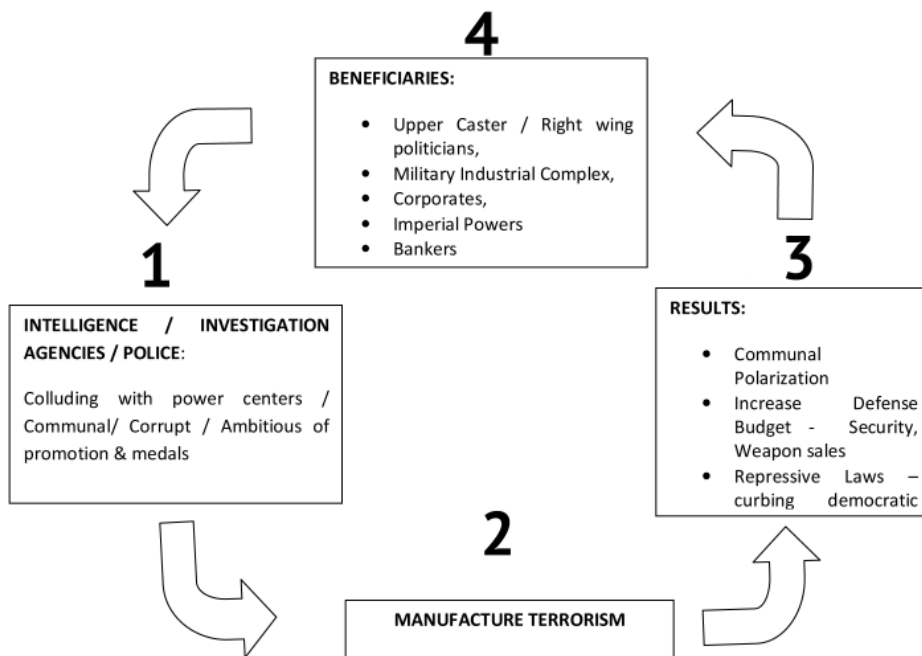 4
BENEFICIARIES:
• Upper Caster / Right wing
politicians,
• Military Industrial Complex,
• Corporates,
• Imperial Powers
• Bankers
1
INTELLIGENCE / INVESTIGATION
AGENCIES / POLICE:
Colluding with power centers /
Communal/ Corrupt / Ambitious of
promotion & medals
2
MANUFACTURE TERRORISM
3
RESULTS:
• Communal
Polarization
• Increase Defense
Budget - Security,
Weapon sales
• Repressive Laws –
curbing democratic